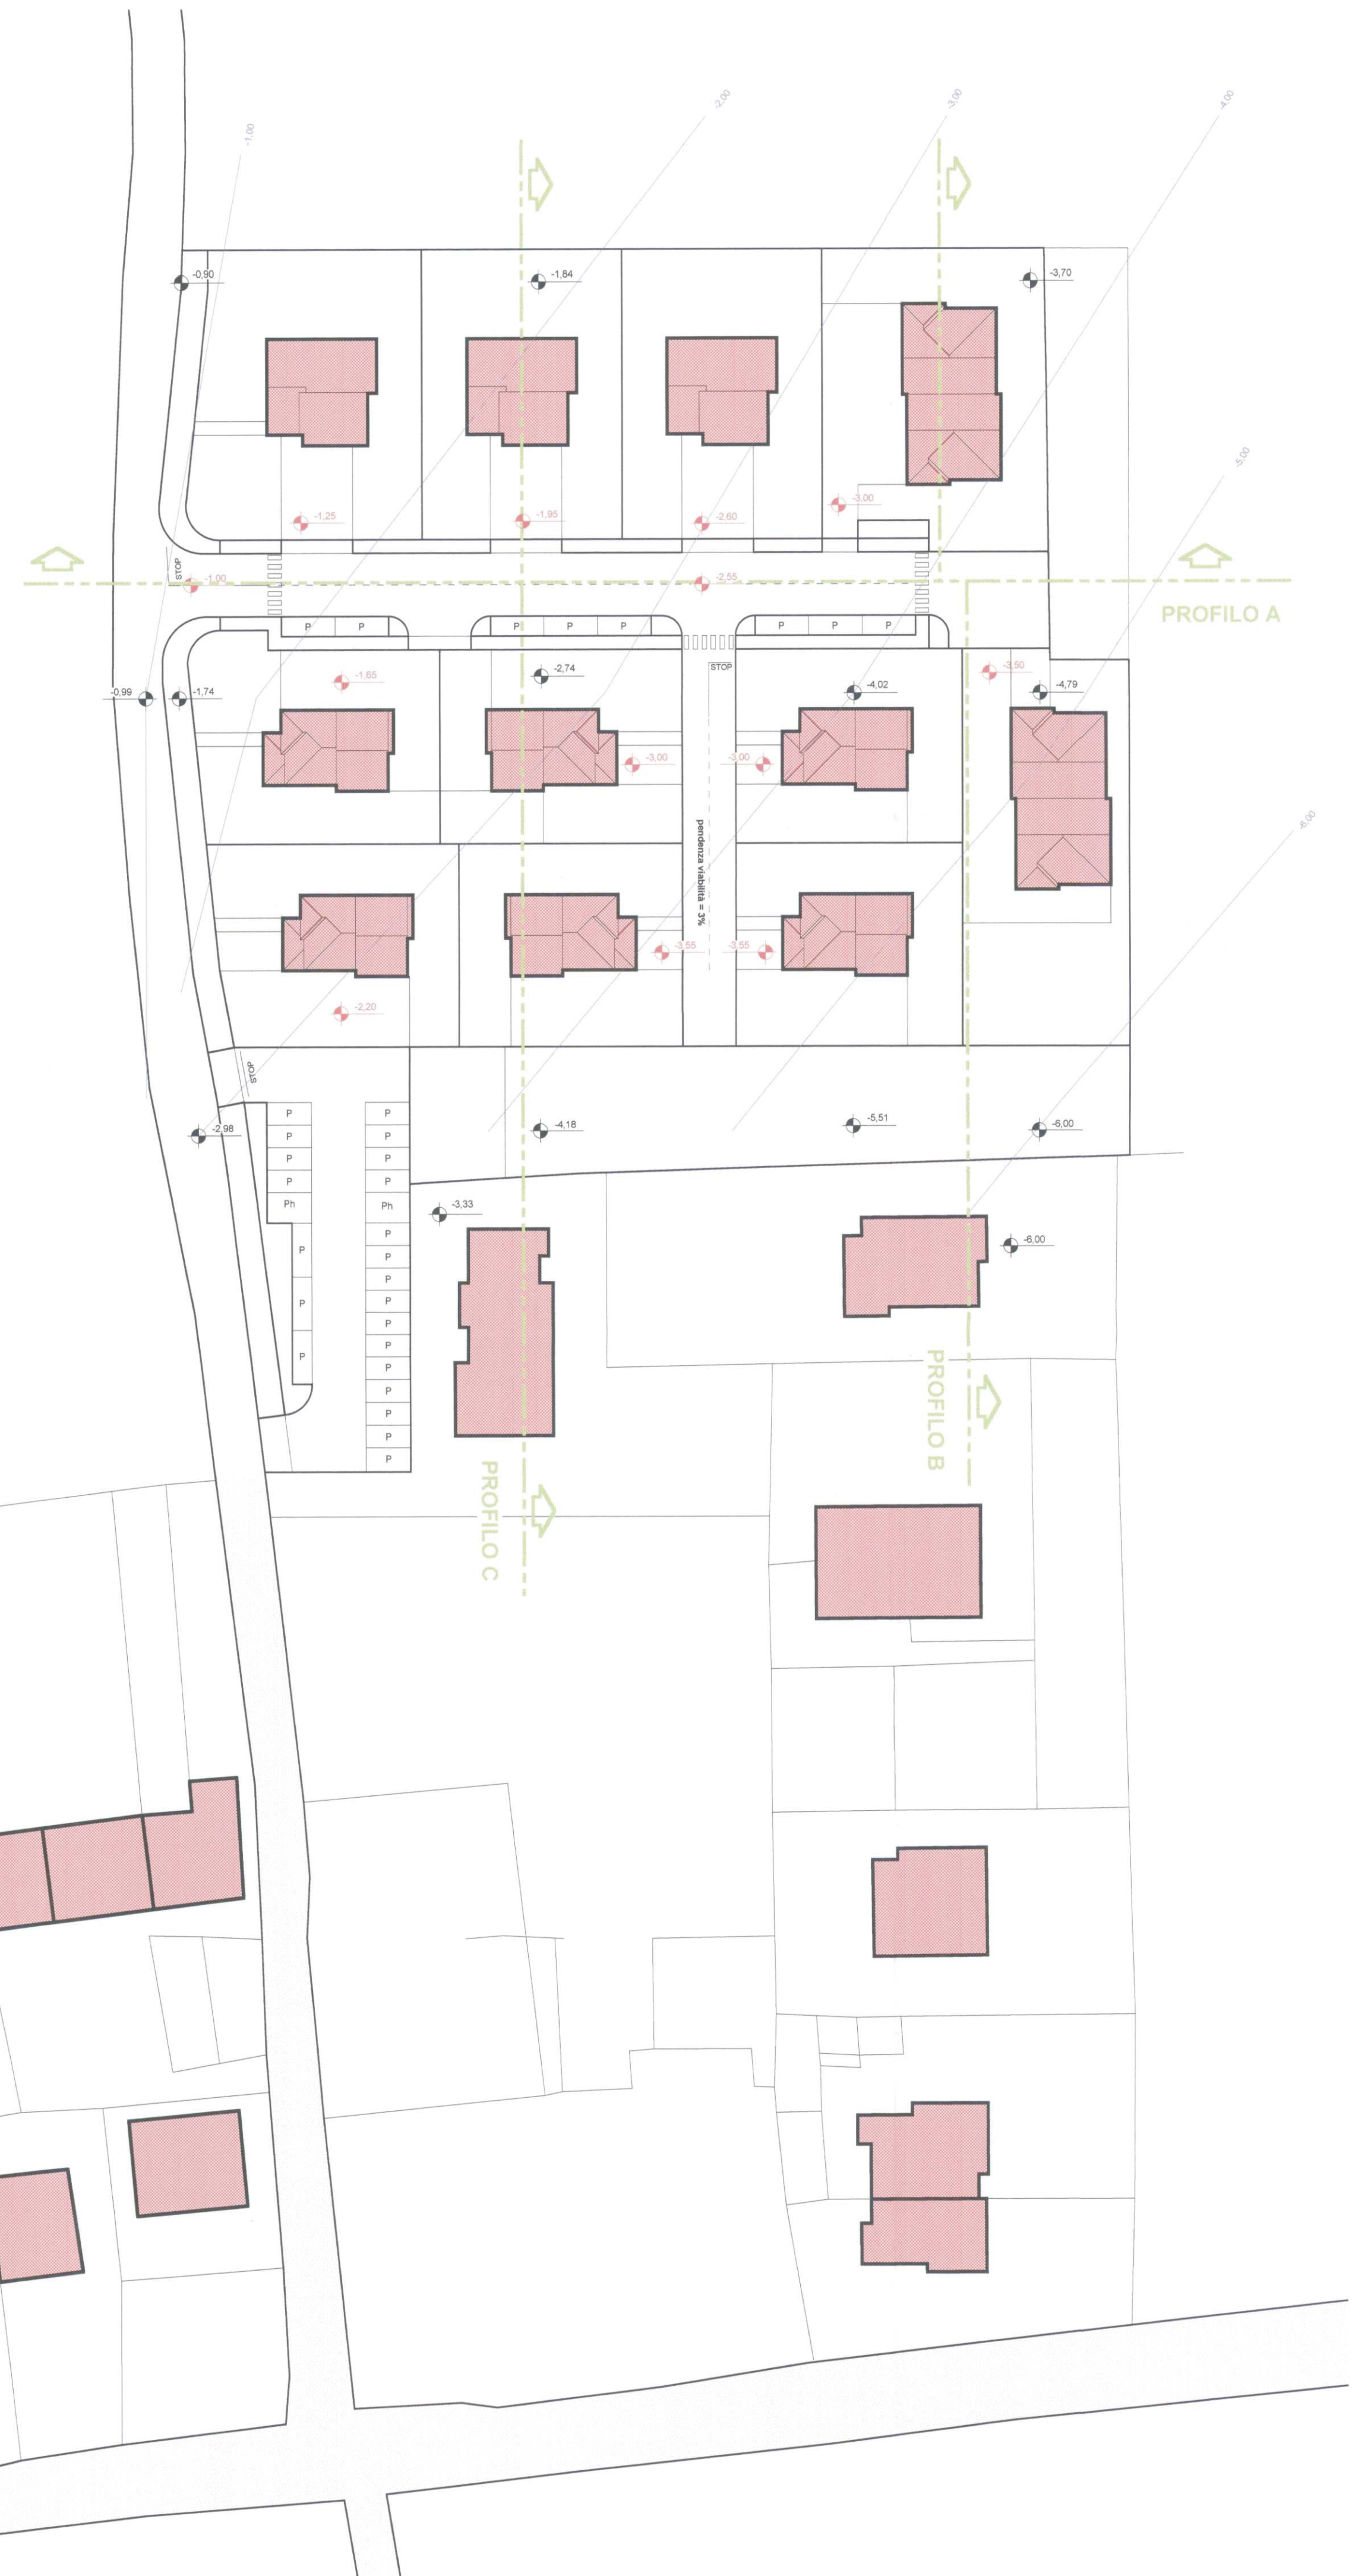 -2,00
-3,00
-4,00
-1,00
-0,90
-1,84
-3,70
-5,00
-3,00
-1,25
-1,95
-2,60
STOP
-1,00
-2,55
PROFILO A
P
P
P
P
P
P
P
P
STOP
-1,65
-2,74
-4,02
-3,50
-4,79
-0,99
-1,74
-3,00
-3,00
-6,00
pendenza viabilità = 3%
-3,55
-3,55
-2,20
STOP
P
P
P
P
P
P
P
P
Ph
Ph
-2,98
-4,18
-5,51
-6,00
-3,33
-6,00
P
P
P
P
P
P
P
P
P
P
P
P
P
P
PROFILO B
PROFILO C